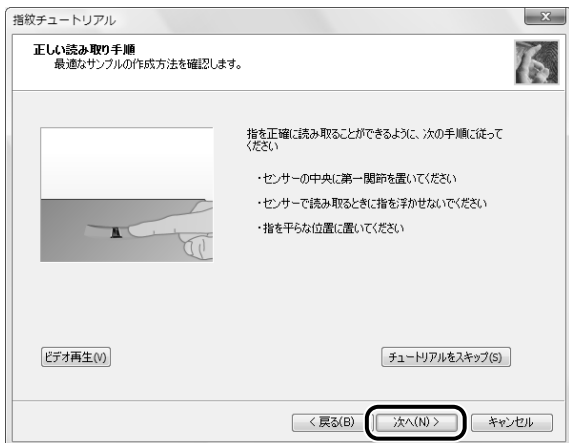 指紋チュートリアル
正しい読み取り手順
最適なサンプルの作成方法を確認します。
指を正確に読み取ることができるように、次の手順に従って
ください
・センサーの中央に第一関節を置いてください
・センサーで読み取るときに指を浮かせないでください
・指を平らな位置に置いてください
ビデオ再生(V)
チュートリアルをスキップ(S)
< 戻る(B)
次へ(N) >
キャンセル